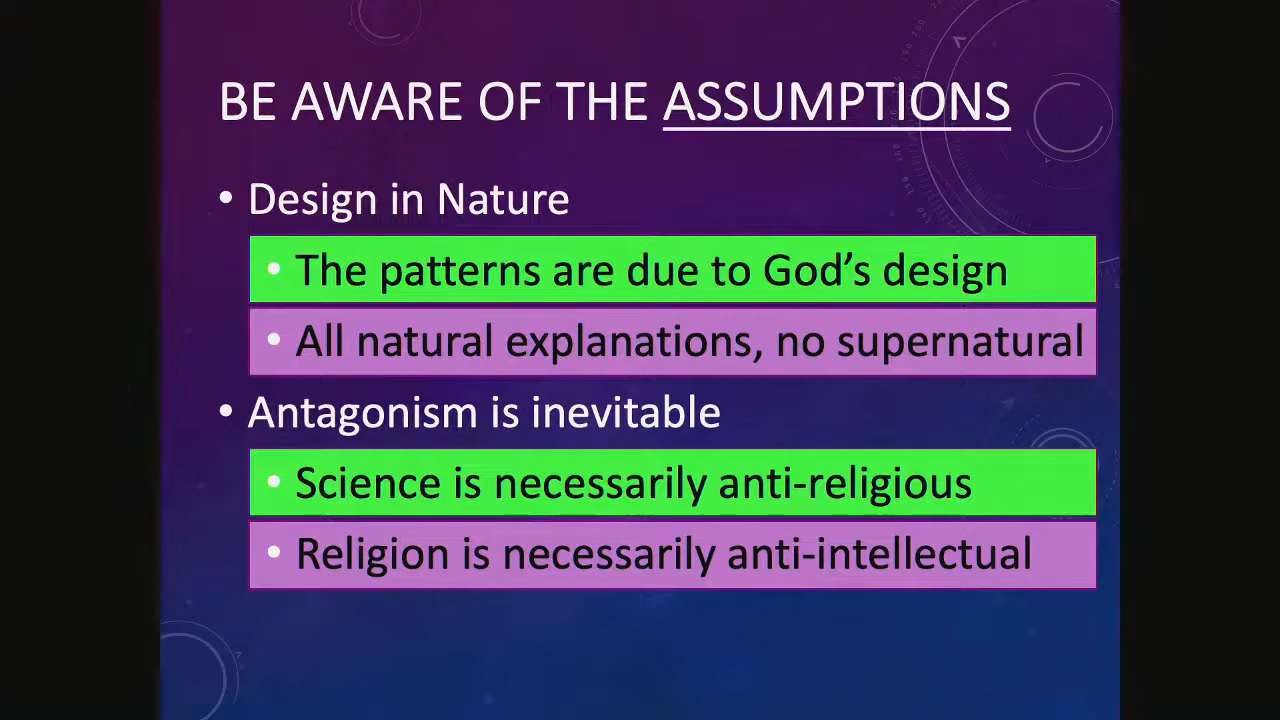 BE AWARE OF THE ASSUMPTIONS
• Design in Nature
• The patterns are due to God’s design
• All natural explanations, no supernatural
• Antagonism is inevitable
• Science is necessarily anti-religious
• Religion is necessarily anti-intellectual